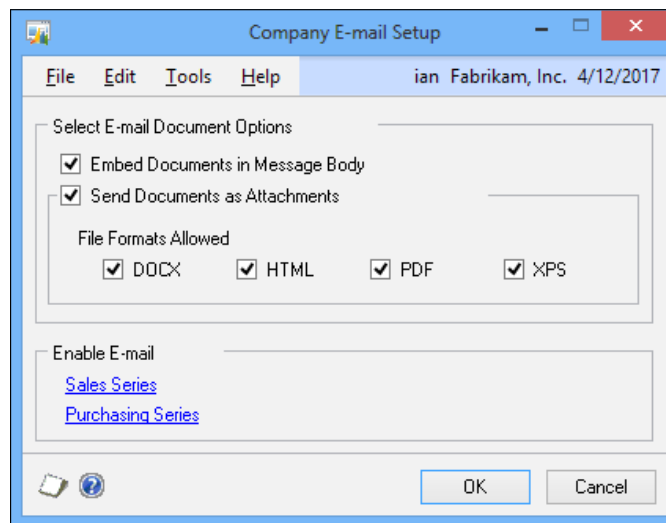 Company E-mail Setup
File Edit Tools Help ian Fabrikam, Inc. 4/12/2017
Select E-mail Document Options
Embed Documents in Message Body
Send Documents as Attachments
File Formats Allowed
DOCX HTML PDF XPS
Enable E-mail
Sales Series
Purchasing Series
OK Cancel